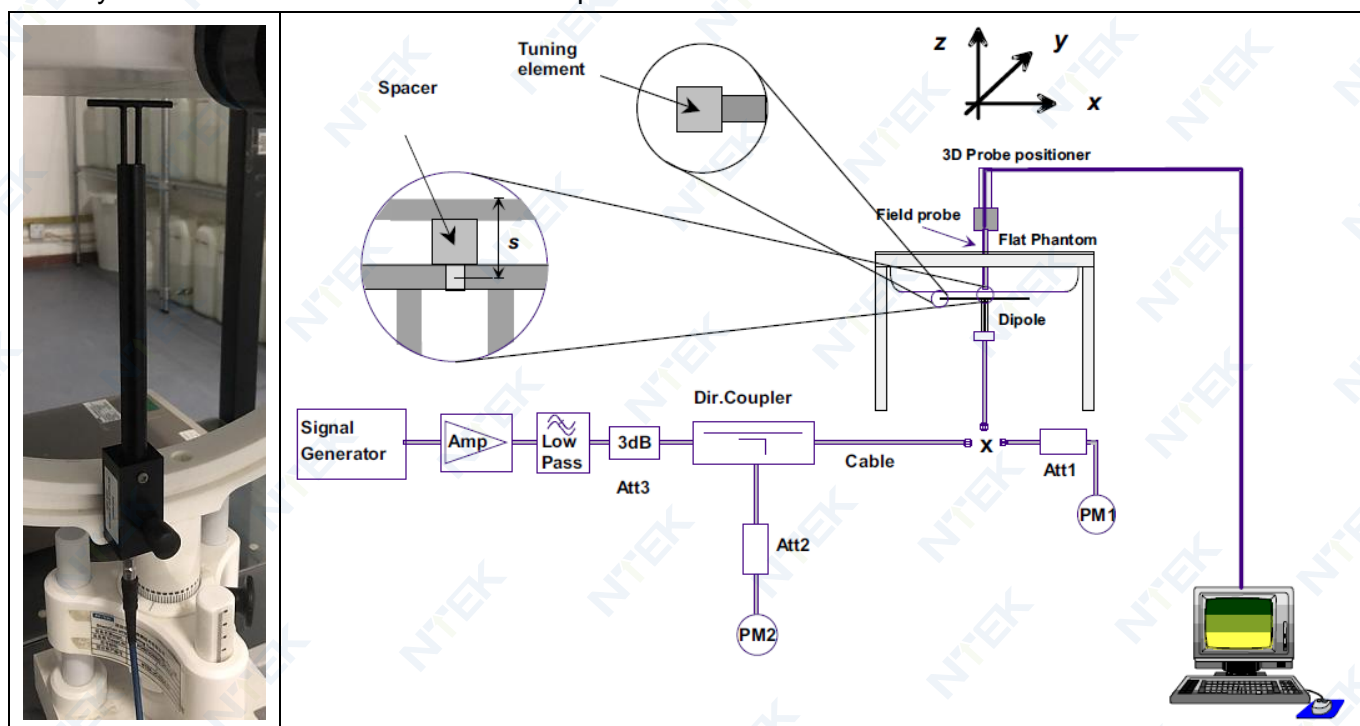 Tuning
element
Spacer
s
z
y
x
3D Probe positioner
Field probe
Flat Phantom
Dipole
Dir.Coupler
Signal
Generator
Amp
Low
Pass
3dB
Att3
Cable
X
Att1
PM1
Att2
PM2
NTEK